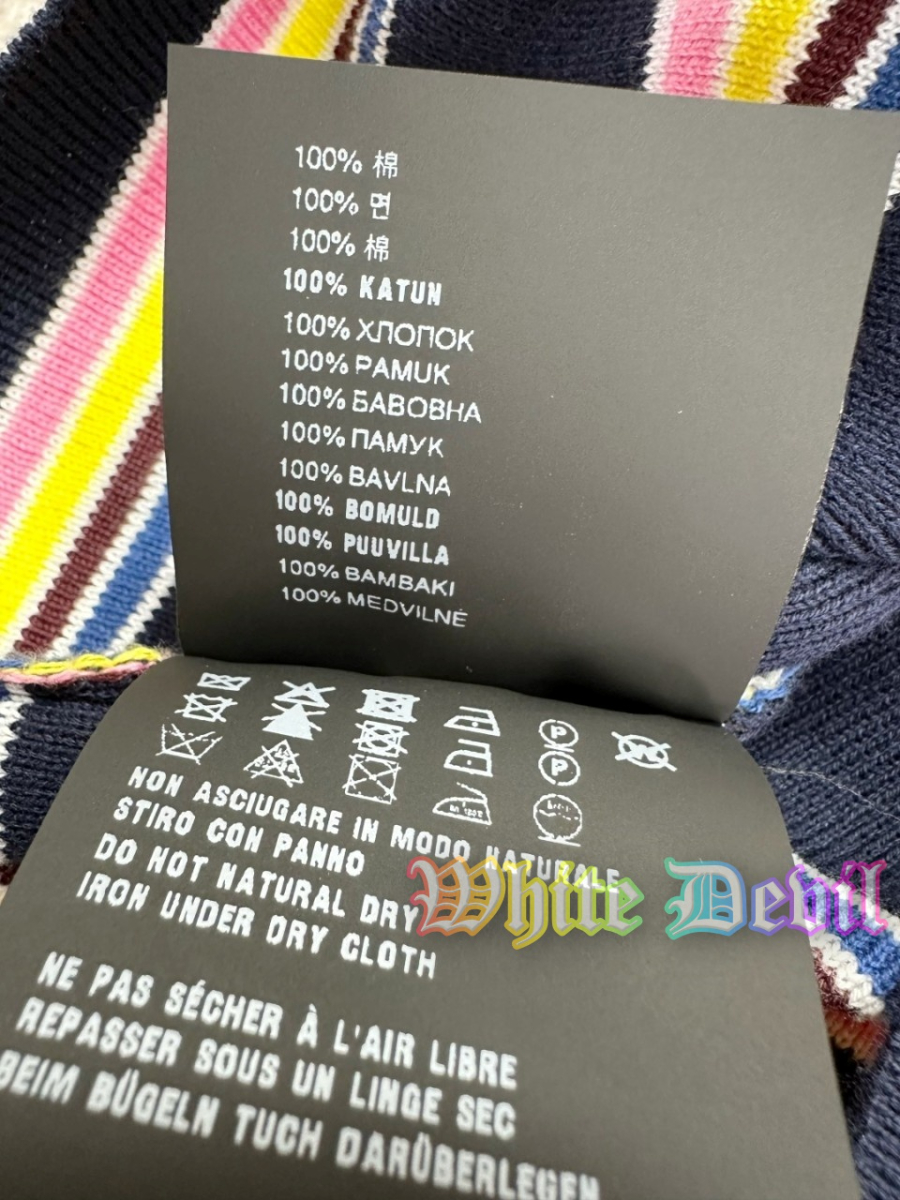 100% 棉
100% 면
100% 棉
100% KATUN
100% ХЛОПОК
100% PAMUK
100% БАВОВНА
100% ПАМУК
100% BAVLNA
100% BOMULD
100% PUUVILLA
100% BAMBAKI
100% MEDVILNĖ
P
P
NON ASCIUGARE IN MODO NATURALE
STIRO CON PANNO
DO NOT NATURAL DRY
IRON UNDER DRY CLOTH
White Devil
NE PAS SÉCHER À L'AIR LIBRE
REPASSER SOUS UN LINGE SEC
BEIM BÜGELN TUCH DARÜBERLEGEN